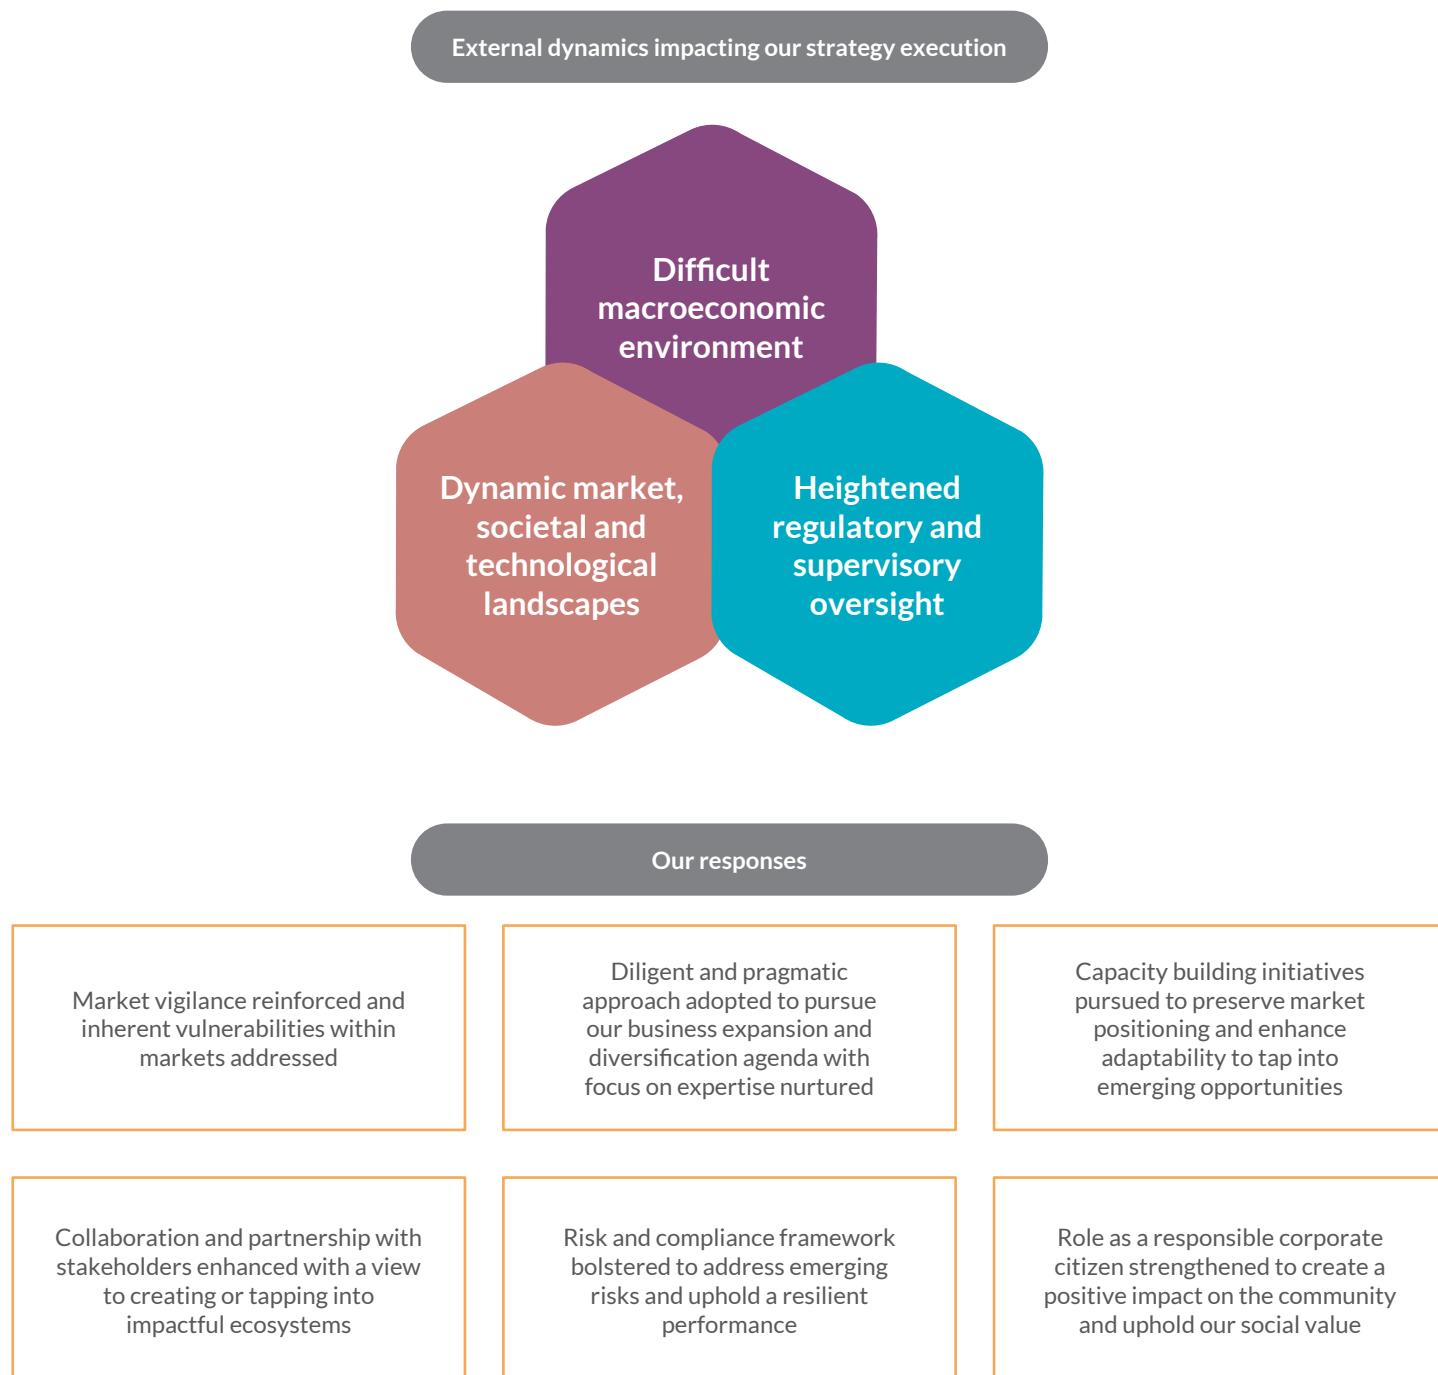 External dynamics impacting our strategy execution
Difficult
macroeconomic
environment
Dynamic market,
societal and
technological
landscapes
Heightened
regulatory and
supervisory
oversight
Our responses
Market vigilance reinforced and
inherent vulnerabilities within
markets addressed
Diligent and pragmatic
approach adopted to pursue
our business expansion and
diversification agenda with
focus on expertise nurtured
Capacity building initiatives
pursued to preserve market
positioning and enhance
adaptability to tap into
emerging opportunities
Collaboration and partnership with
stakeholders enhanced with a view
to creating or tapping into
impactful ecosystems
Risk and compliance framework
bolstered to address emerging
risks and uphold a resilient
performance
Role as a responsible corporate
citizen strengthened to create a
positive impact on the community
and uphold our social value